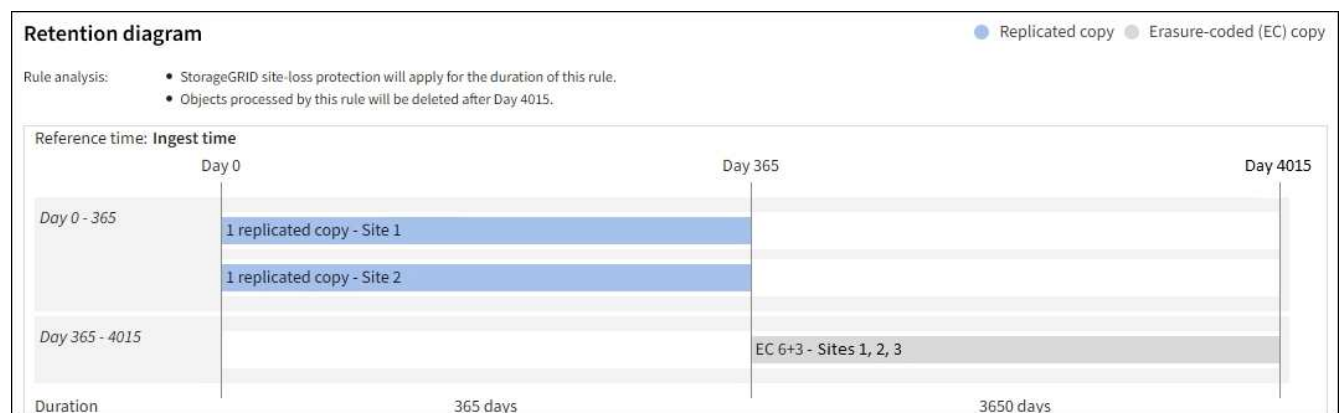 Retention diagram
Replicated copy Erasure-coded (EC) copy
Rule analysis:
• StorageGRID site-loss protection will apply for the duration of this rule.
• Objects processed by this rule will be deleted after Day 4015.
Reference time: Ingest time
Day 0 Day 365 Day 4015
Day 0 - 365
1 replicated copy - Site 1
1 replicated copy - Site 2
Day 365 - 4015
EC 6+3 - Sites 1, 2, 3
Duration 365 days 3650 days